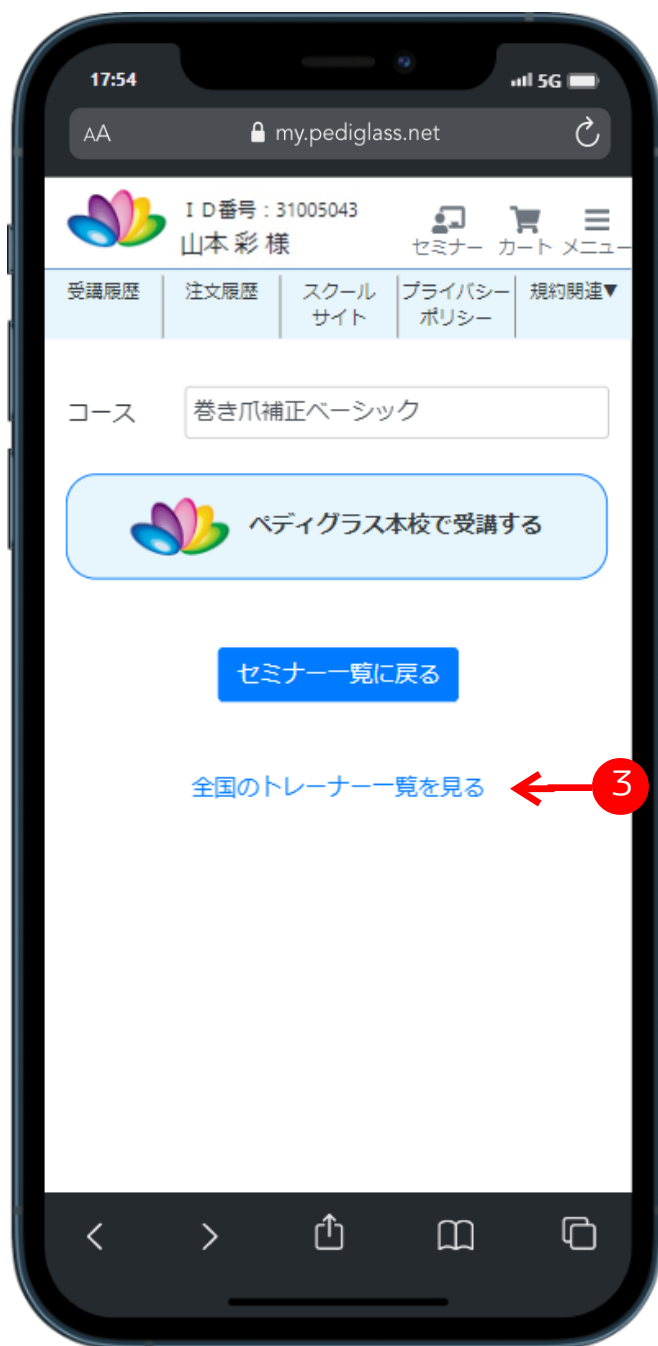 17:54
5G
AA
my.pediglass.net
ＩＤ番号：31005043
山本 彩 様
セミナー
カート
メニュー
受講履歴
注文履歴
スクール
サイト
プライバシー
ポリシー
規約関連▼
コース
巻き爪補正ベーシック
ペディグラス本校で受講する
セミナー一覧に戻る
全国のトレーナー一覧を見る
3